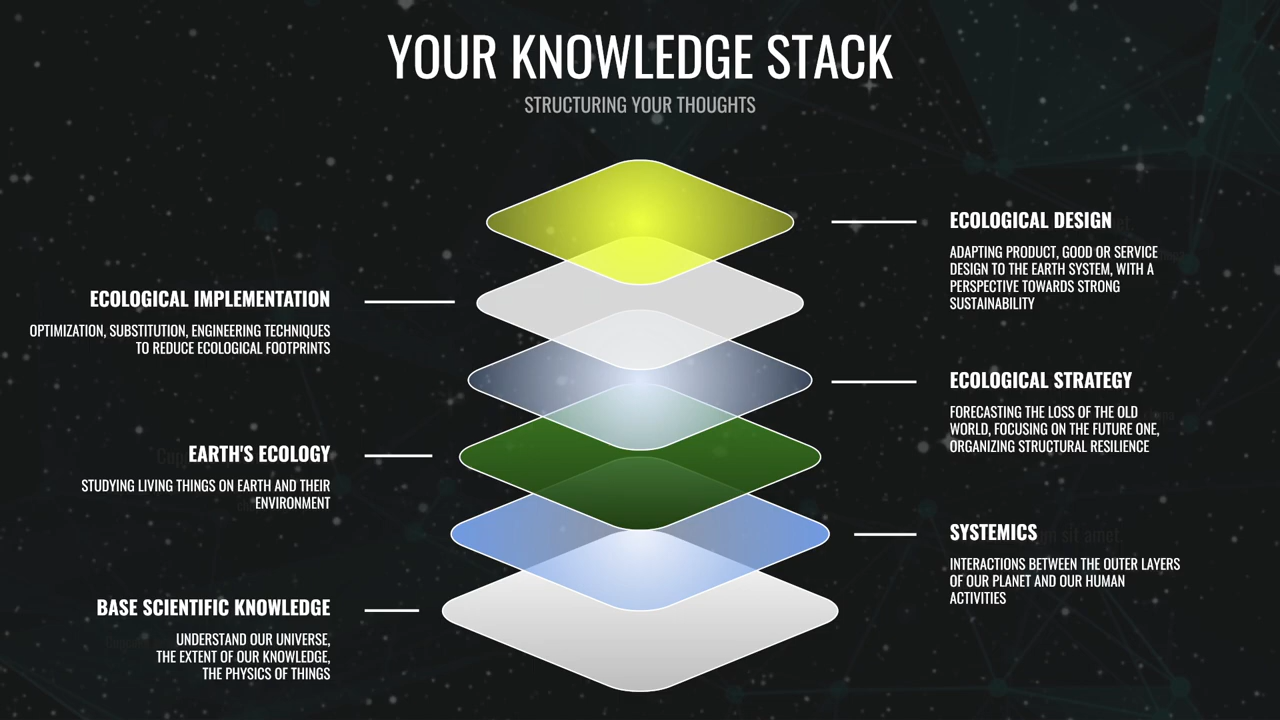 YOUR KNOWLEDGE STACK
STRUCTURING YOUR THOUGHTS
ECOLOGICAL DESIGN
ADAPTING PRODUCT, GOOD OR SERVICE
DESIGN TO THE EARTH SYSTEM, WITH A
PERSPECTIVE TOWARDS STRONG
SUSTAINABILITY
ECOLOGICAL IMPLEMENTATION
OPTIMIZATION, SUBSTITUTION, ENGINEERING TECHNIQUES
TO REDUCE ECOLOGICAL FOOTPRINTS
ECOLOGICAL STRATEGY
FORECASTING THE LOSS OF THE OLD
WORLD, FOCUSING ON THE FUTURE ONE,
ORGANIZING STRUCTURAL RESILIENCE
EARTH'S ECOLOGY
STUDYING LIVING THINGS ON EARTH AND THEIR
ENVIRONMENT
SYSTEMICS
sit amet.
INTERACTIONS BETWEEN THE OUTER LAYERS
OF OUR PLANET AND OUR HUMAN
ACTIVITIES
BASE SCIENTIFIC KNOWLEDGE
UNDERSTAND OUR UNIVERSE,
THE EXTENT OF OUR KNOWLEDGE,
THE PHYSICS OF THINGS